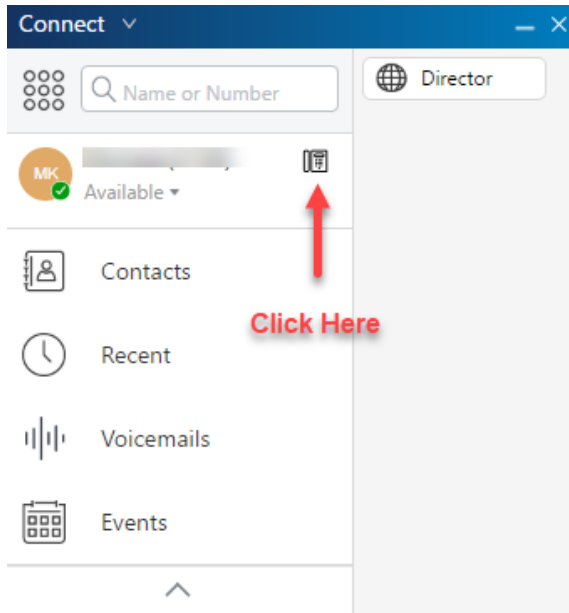 Connect
Name or Number
Director
MK
Available
Contacts
Click Here
Recent
Voicemails
Events